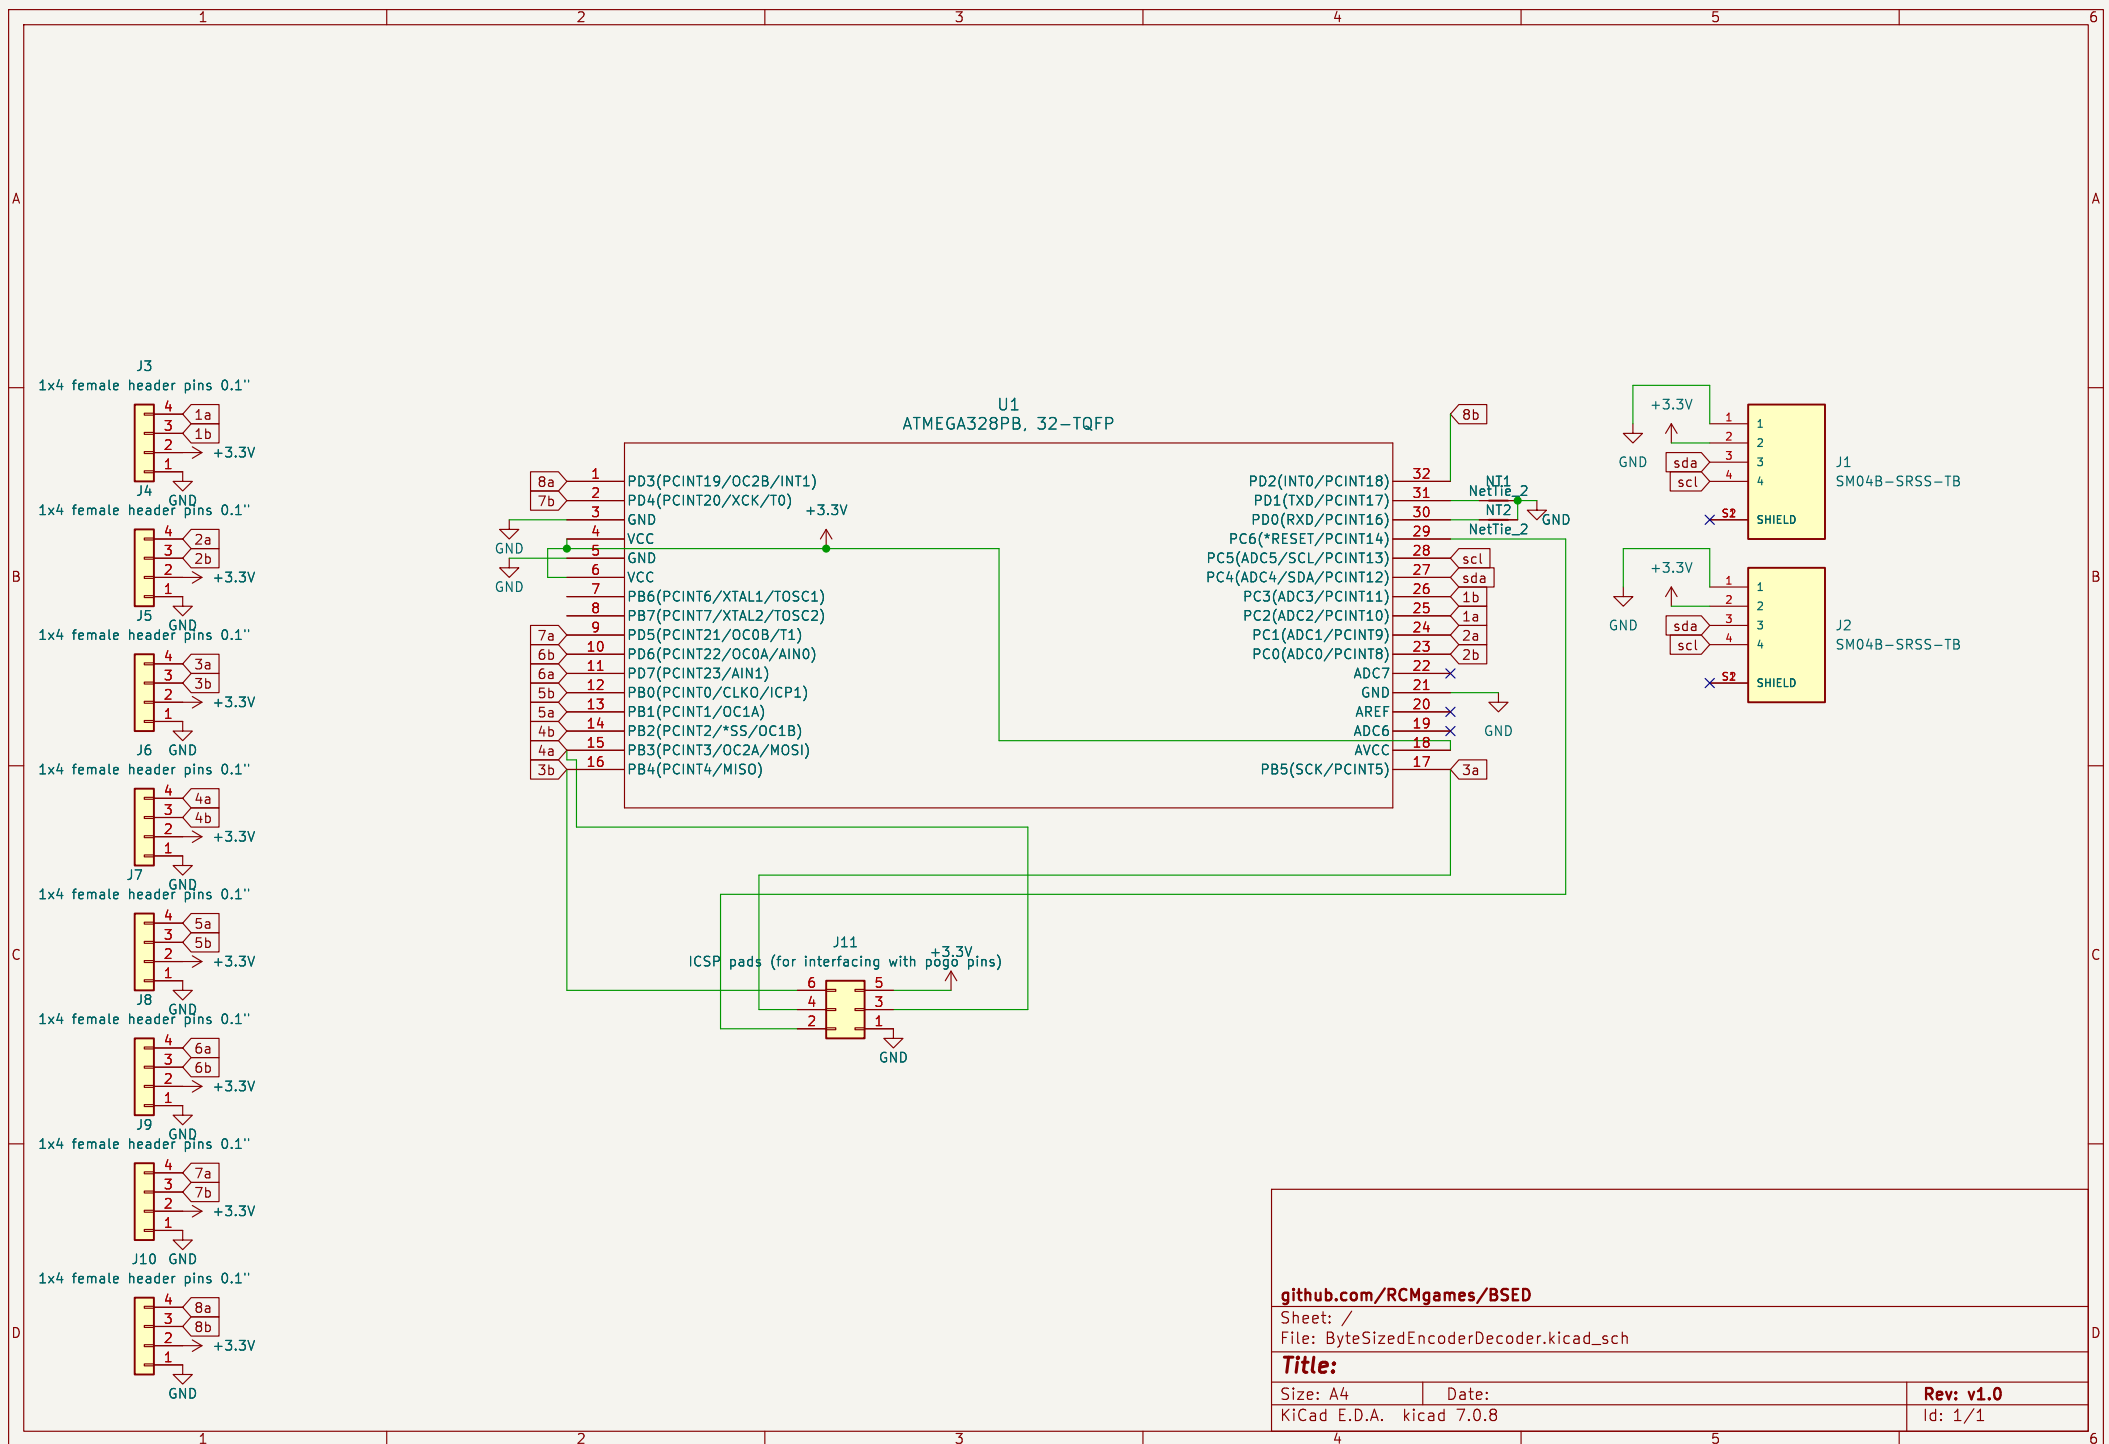 1 2 3 4 5 6
A A
B B
C C
D D
1 2 3 4 5 6
J3
1x4 female header pins 0.1"
4 1a
3 1b
2 +3.3V
1
GND
J4
1x4 female header pins 0.1"
4 2a
3 2b
2 +3.3V
1
GND
J5
1x4 female header pins 0.1"
4 3a
3 3b
2 +3.3V
1
GND
J6
1x4 female header pins 0.1"
4 4a
3 4b
2 +3.3V
1
GND
J7
1x4 female header pins 0.1"
4 5a
3 5b
2 +3.3V
1
GND
J8
1x4 female header pins 0.1"
4 6a
3 6b
2 +3.3V
1
GND
J9
1x4 female header pins 0.1"
4 7a
3 7b
2 +3.3V
1
GND
J10
1x4 female header pins 0.1"
4 8a
3 8b
2 +3.3V
1
GND
U1
ATMEGA328PB, 32-TQFP
8a 1 PD3(PCINT19/OC2B/INT1)
7b 2 PD4(PCINT20/XCK/T0)
+3.3V
3 GND
GND
4 VCC
5 GND
GND
6 VCC
7 PB6(PCINT6/XTAL1/TOSC1)
8 PB7(PCINT7/XTAL2/TOSC2)
7a 9 PD5(PCINT21/OC0B/T1)
6b 10 PD6(PCINT22/OC0A/AIN0)
6a 11 PD7(PCINT23/AIN1)
5b 12 PB0(PCINT0/CLKO/ICP1)
5a 13 PB1(PCINT1/OC1A)
4b 14 PB2(PCINT2/*SS/OC1B)
4a 15 PB3(PCINT3/OC2A/MOSI)
3b 16 PB4(PCINT4/MISO)
8b
PD2(INT0/PCINT18) 32
NT1
NetTie_2
PD1(TXD/PCINT17) 31
NT2
NetTie_2
PD0(RXD/PCINT16) 30
GND
PC6(*RESET/PCINT14) 29
PC5(ADC5/SCL/PCINT13) 28 scl
PC4(ADC4/SDA/PCINT12) 27 sda
PC3(ADC3/PCINT11) 26 1b
PC2(ADC2/PCINT10) 25 1a
PC1(ADC1/PCINT9) 24 2a
PC0(ADC0/PCINT8) 23 2b
ADC7 22
GND 21
AREF 20
ADC6 19
GND
AVCC 18
PB5(SCK/PCINT5) 17 3a
J11
ICSP pads (for interfacing with pogo pins)
+3.3V
6 5
4 3
2 1
GND
+3.3V
GND
1 1
2 2
sda 3 3
scl 4 4
SHIELD
J1
SM04B-SRSS-TB
+3.3V
GND
1 1
2 2
sda 3 3
scl 4 4
SHIELD
J2
SM04B-SRSS-TB
github.com/RCMgames/BSED
Sheet: /
File: ByteSizedEncoderDecoder.kicad_sch
Title:
Size: A4 Date: Rev: v1.0
KiCad E.D.A. kicad 7.0.8 Id: 1/1